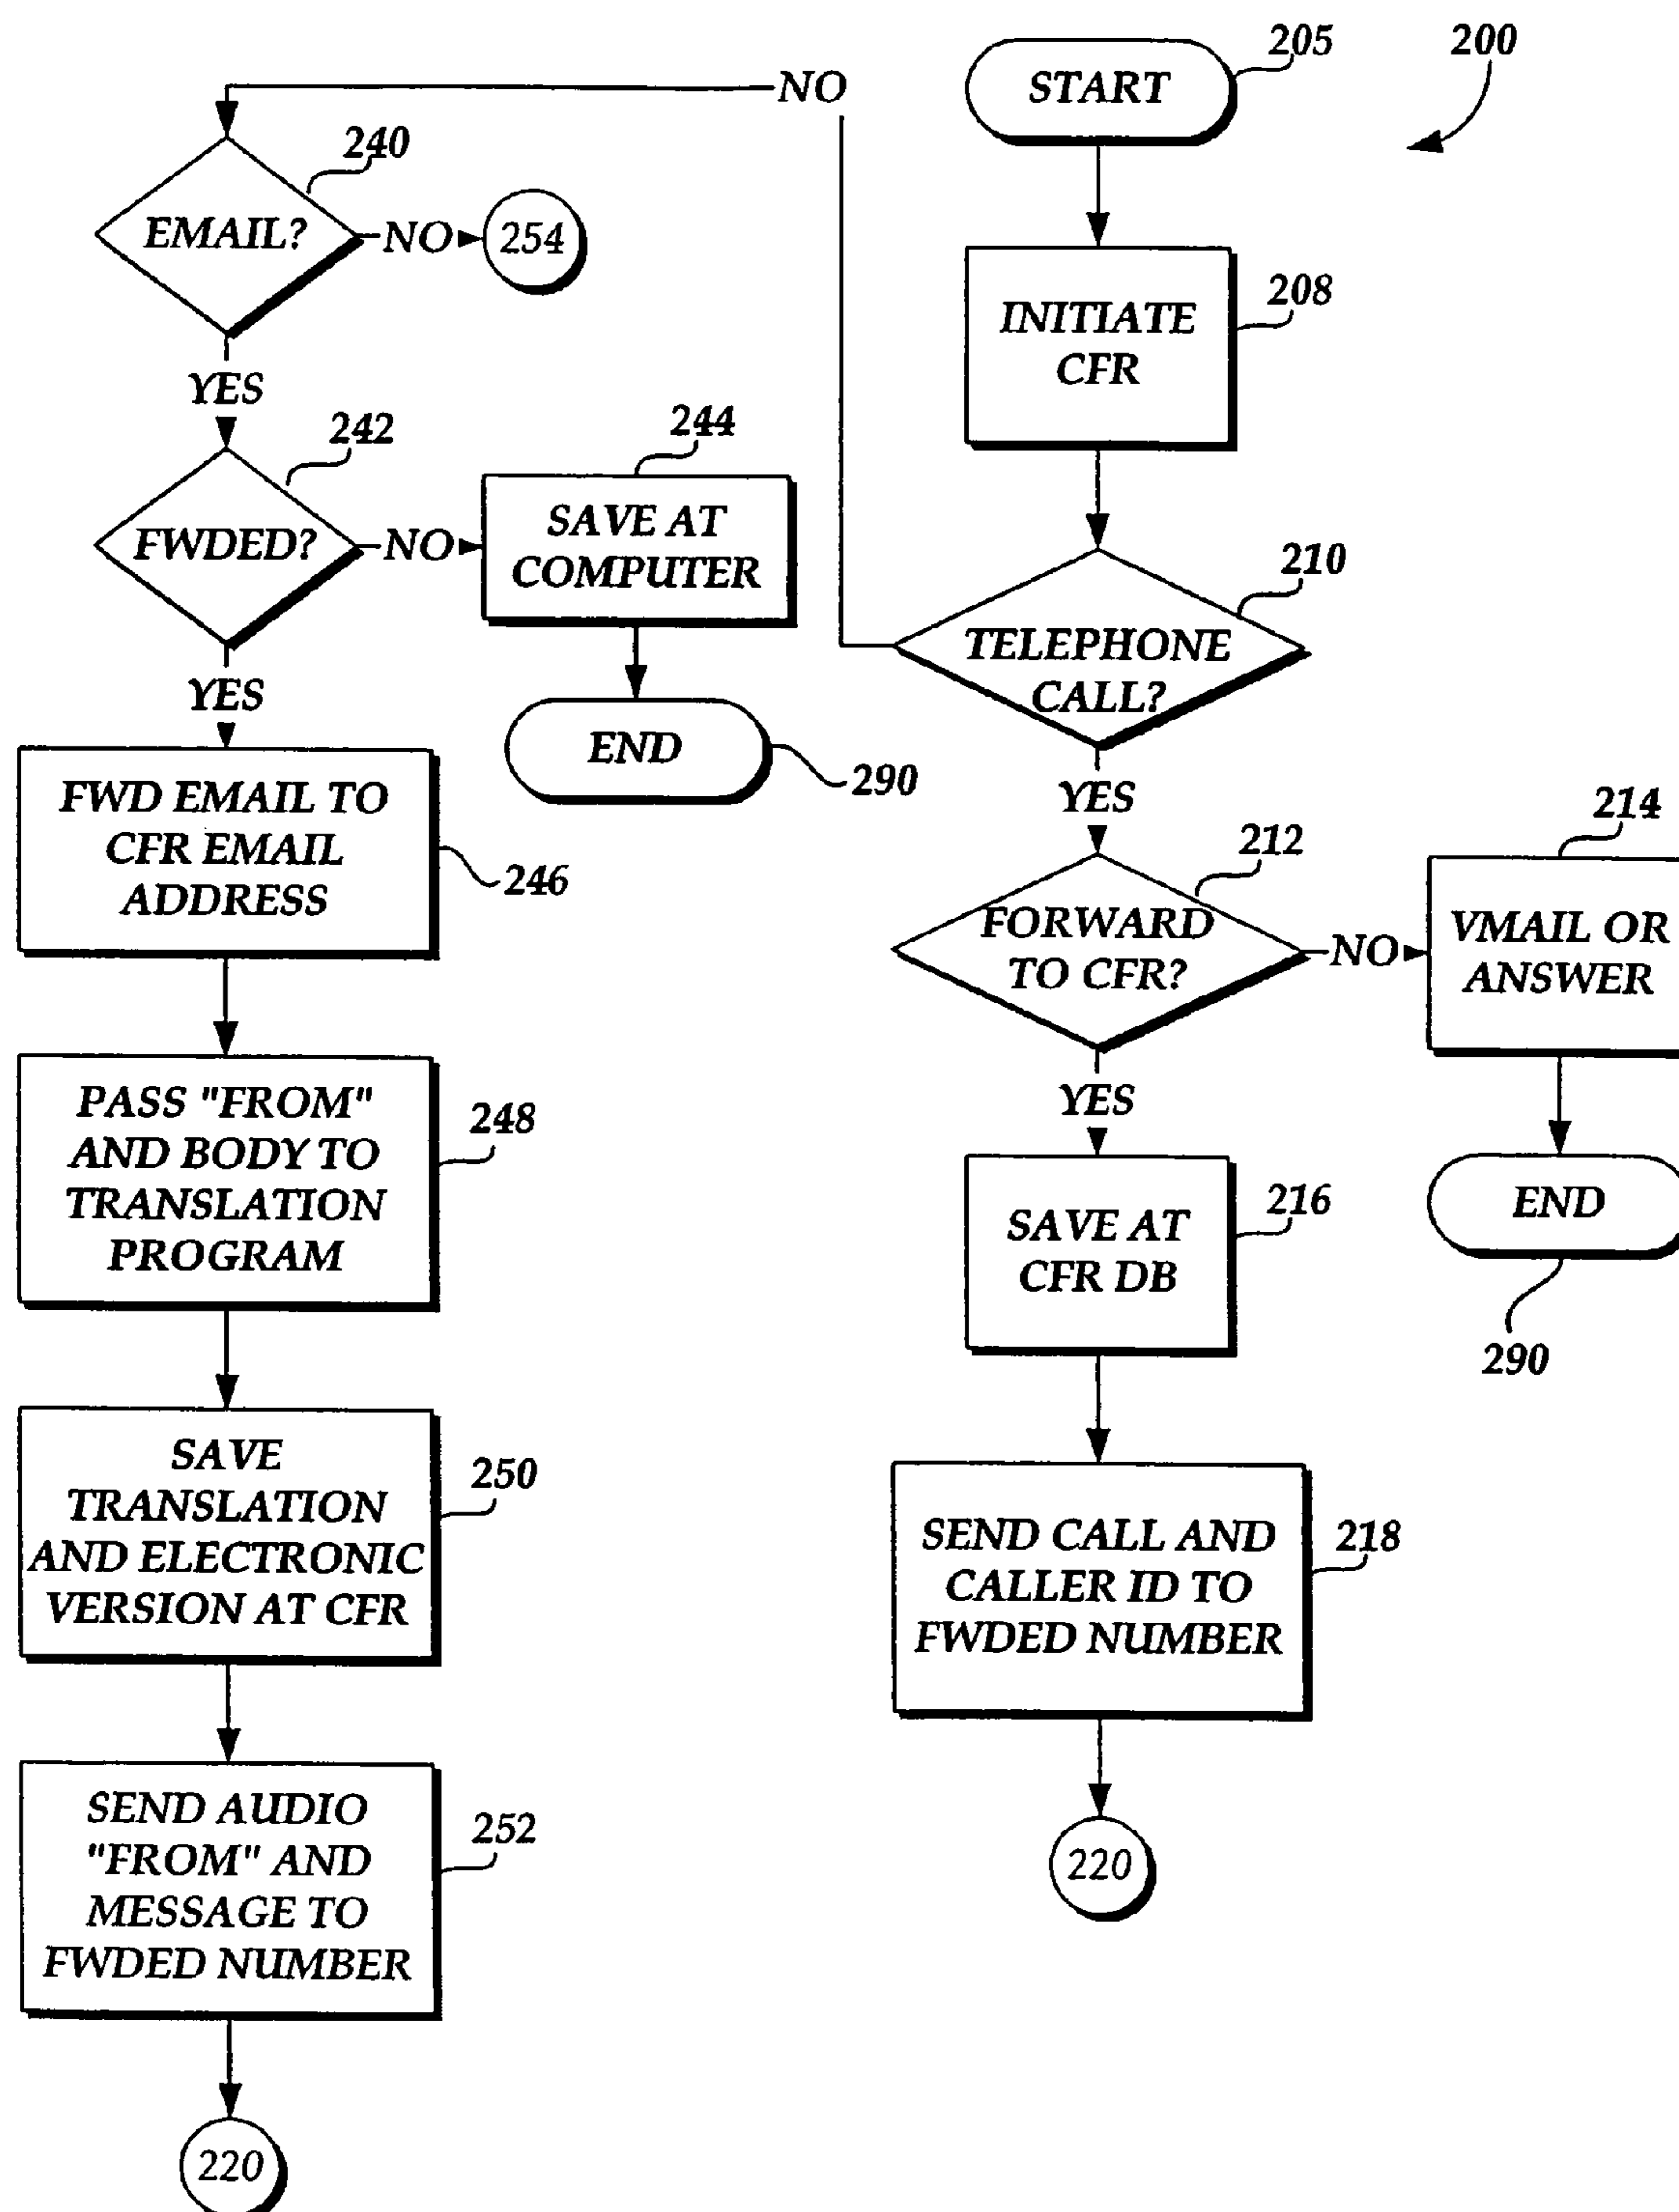 205
200
START
NO
240
EMAIL?
NO
254
208
INITIATE
CFR
YES
242
244
FWDED?
NO
SAVE AT
COMPUTER
210
TELEPHONE
CALL?
YES
END
290
YES
FWD EMAIL TO
CFR EMAIL
ADDRESS
246
212
214
FORWARD
TO CFR?
NO
VMAIL OR
ANSWER
YES
PASS "FROM"
AND BODY TO
TRANSLATION
PROGRAM
248
SAVE AT
CFR DB
216
END
290
SAVE
TRANSLATION
AND ELECTRONIC
VERSION AT CFR
250
SEND CALL AND
CALLER ID TO
FWDED NUMBER
218
SEND AUDIO
"FROM" AND
MESSAGE TO
FWDED NUMBER
252
220
220